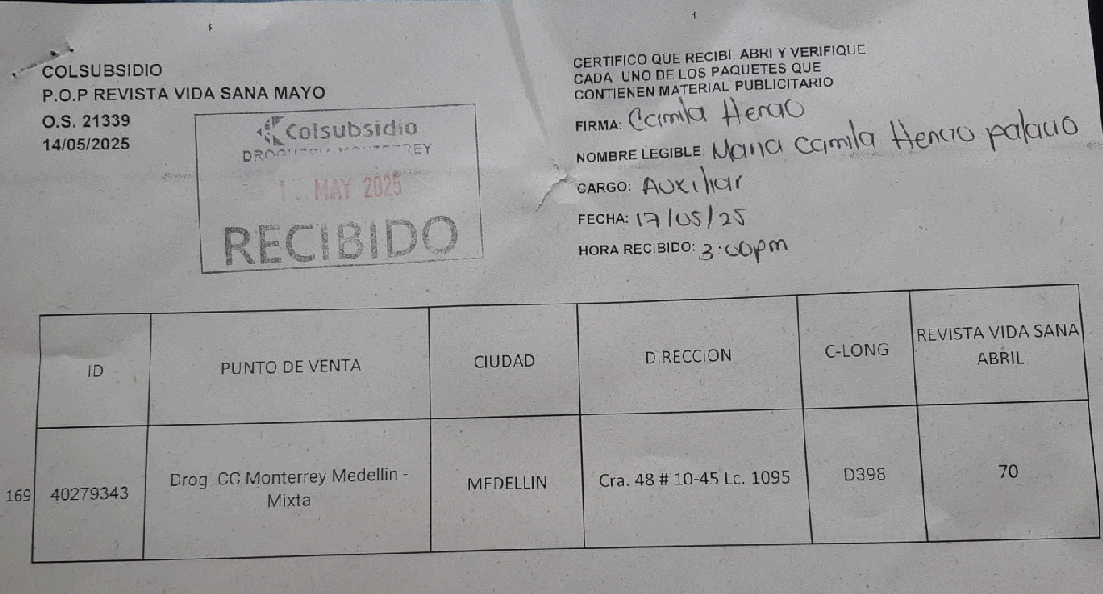 COLSUBSIDIO
P.O.P REVISTA VIDA SANA MAYO
O.S. 21339
14/05/2025
Colsubsidio
DROGUERIA MONTERREY
MAY 2025
RECIBIDO
CERTIFICO QUE RECIBI, ABRI Y VERIFIQUE
CADA UNO DE LOS PAQUETES QUE
CONTIENEN MATERIAL PUBLICITARIO
FIRMA: Camila Henao
NOMBRE LEGIBLE: Maria Camila Henao palacio
CARGO: Auxiliar
FECHA: 17/05/25
HORA RECIBIDO: 3:00pm
ID PUNTO DE VENTA CIUDAD DIRECCION C-LONG REVISTA VIDA SANA
ABRIL
169 40279343 Drog CC Monterrey Medellin - MEDELLIN Cra. 48 # 10-45 Lc. 1095 D398 70
Mixta